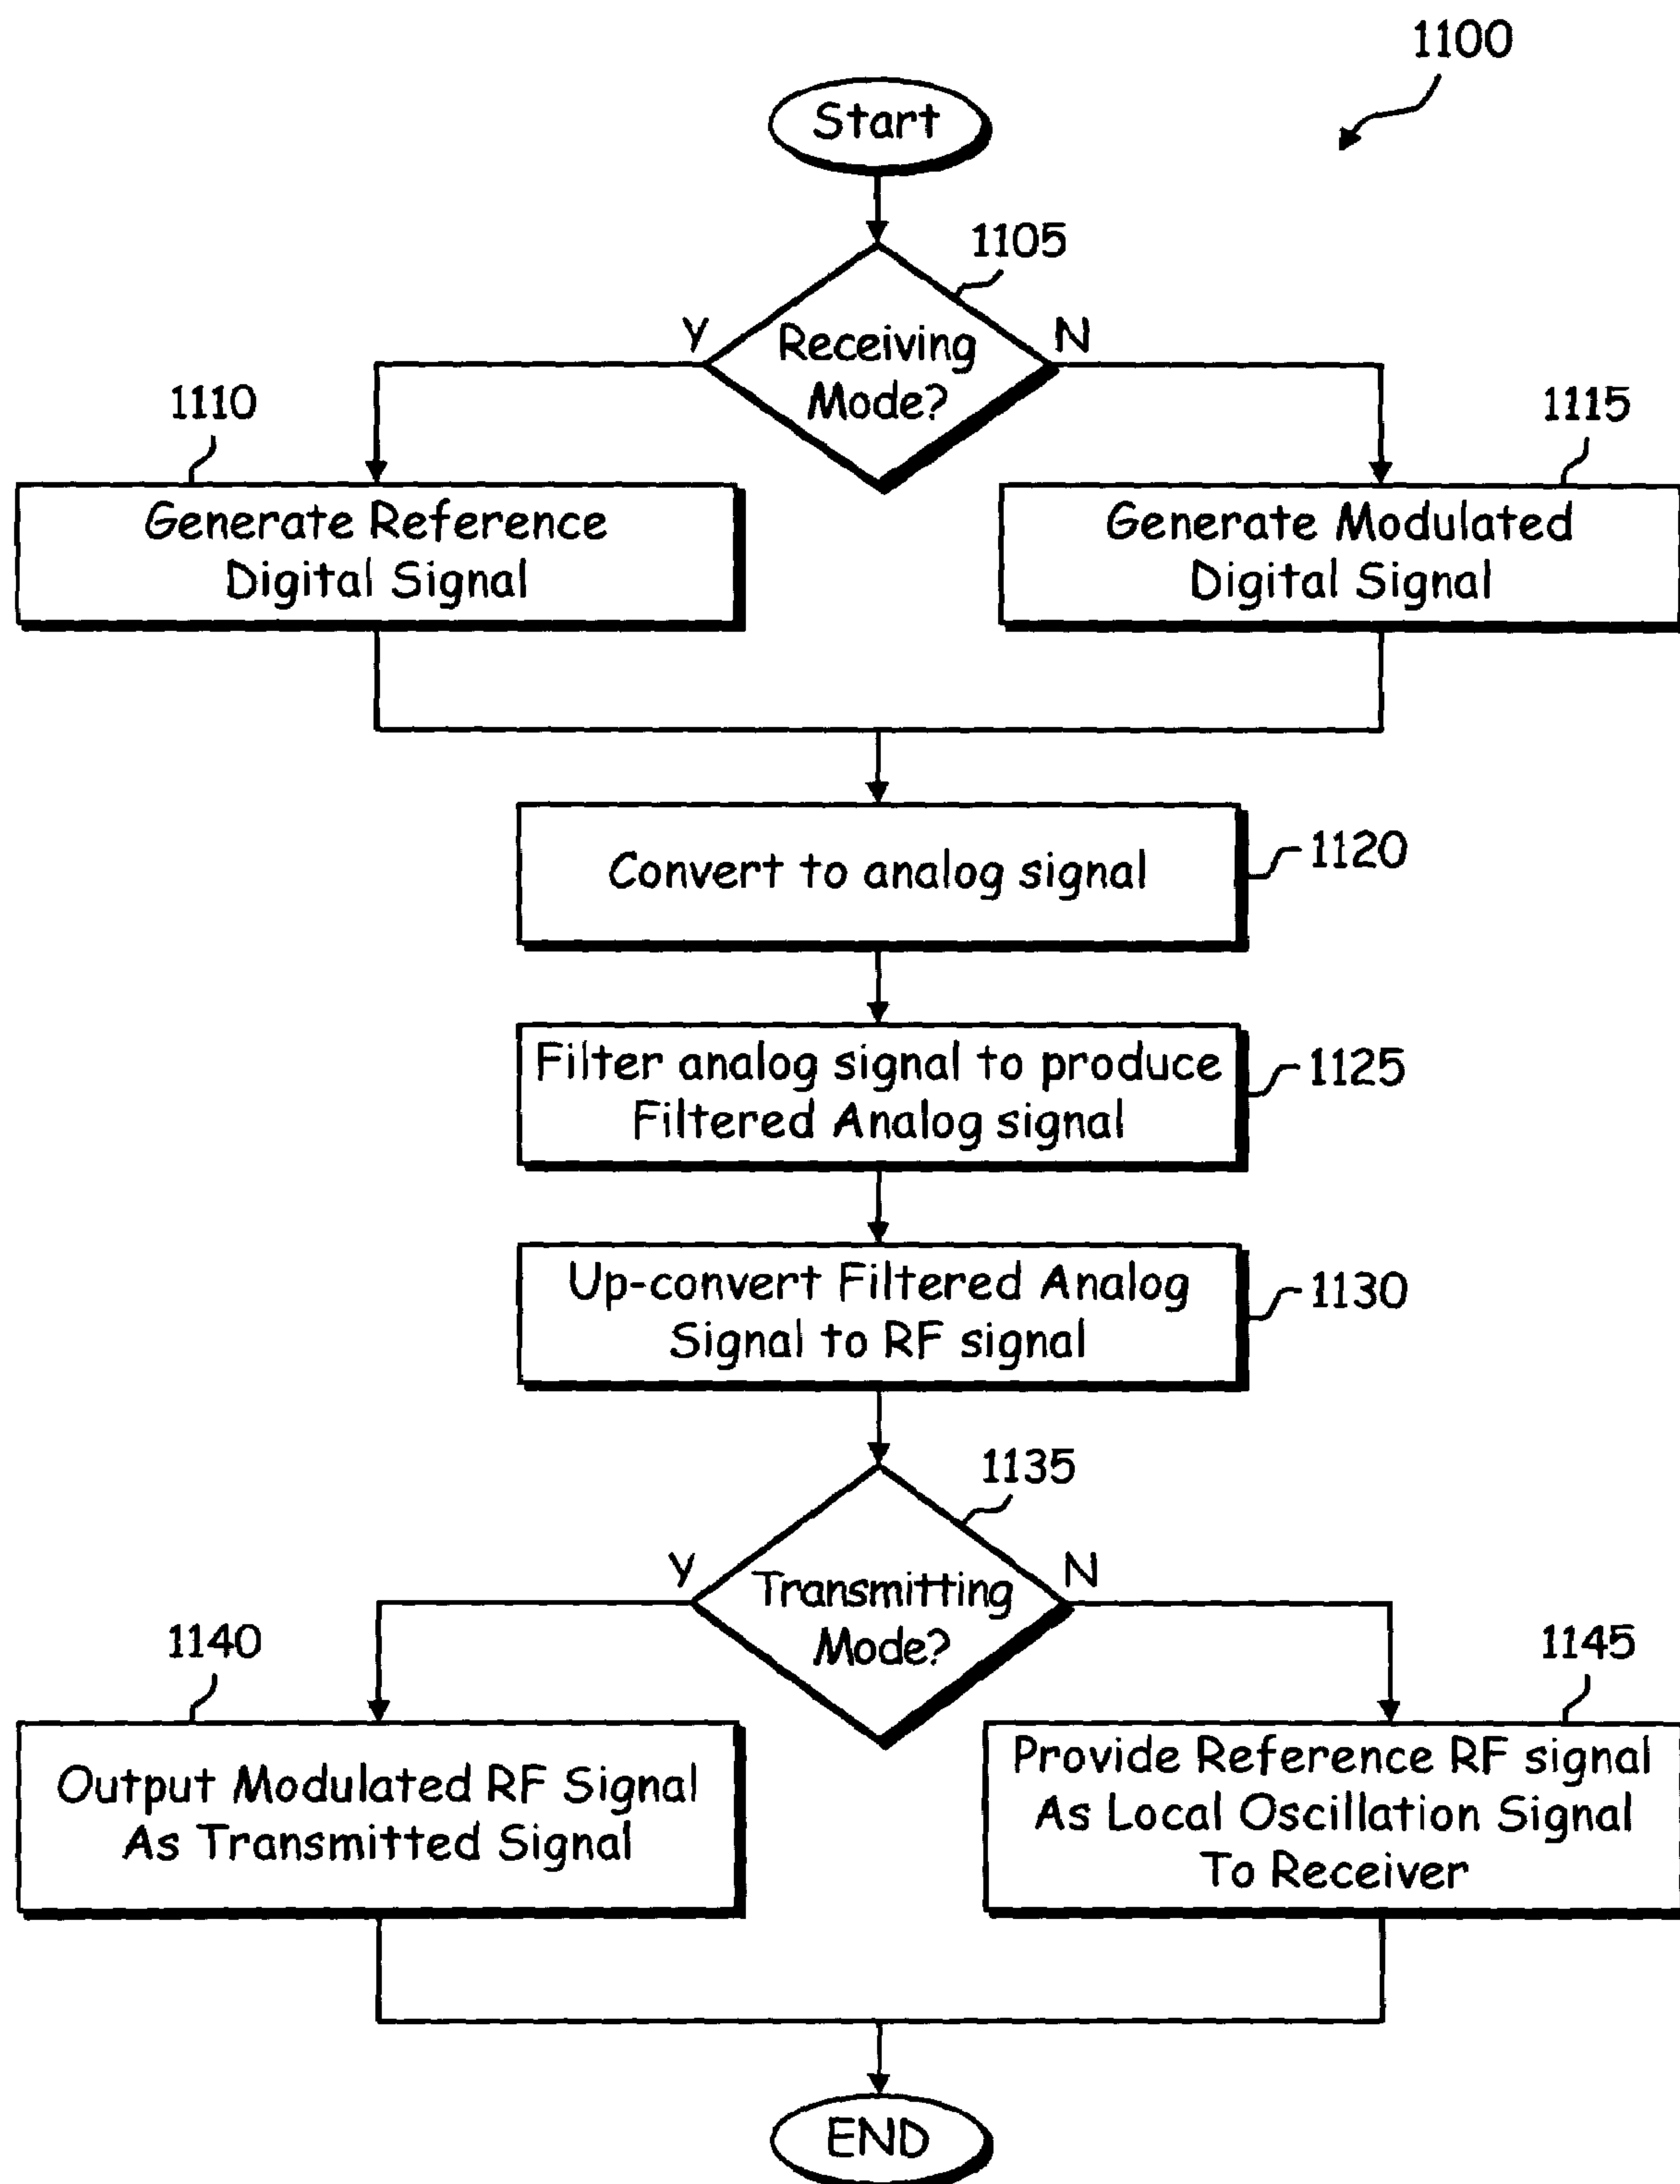 1100
Start
1105
Receiving
Mode?
Y
N
1110
1115
Generate Reference
Digital Signal
Generate Modulated
Digital Signal
Convert to analog signal
1120
Filter analog signal to produce
Filtered Analog signal
1125
Up-convert Filtered Analog
Signal to RF signal
1130
1135
Transmitting
Mode?
Y
N
1140
1145
Output Modulated RF Signal
As Transmitted Signal
Provide Reference RF signal
As Local Oscillation Signal
To Receiver
END